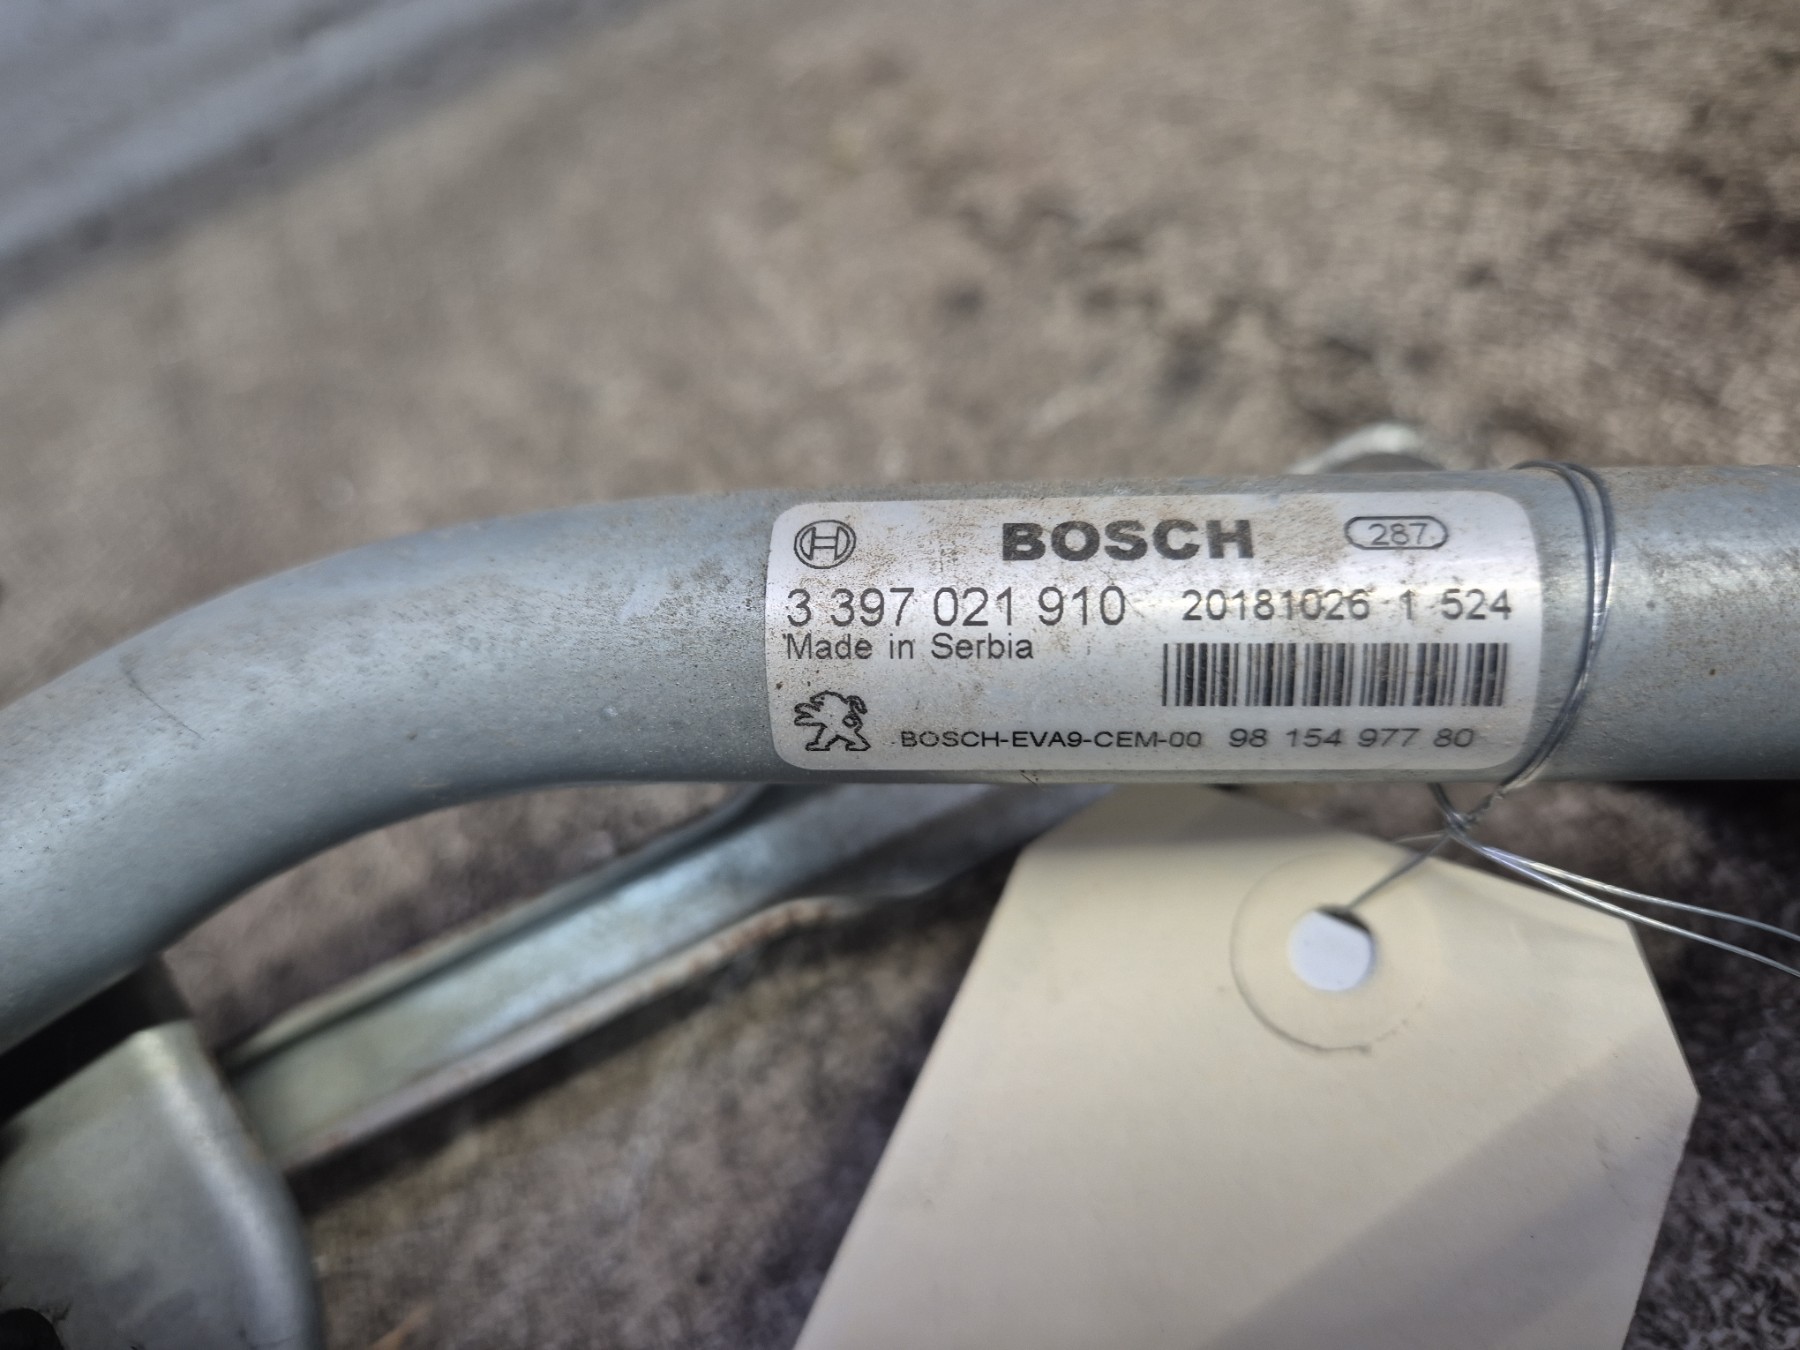 BOSCH 287
3 397 021 910 20181026 1 524
Made in Serbia
BOSCH-EVA9-CEM-00 98 154 977 80